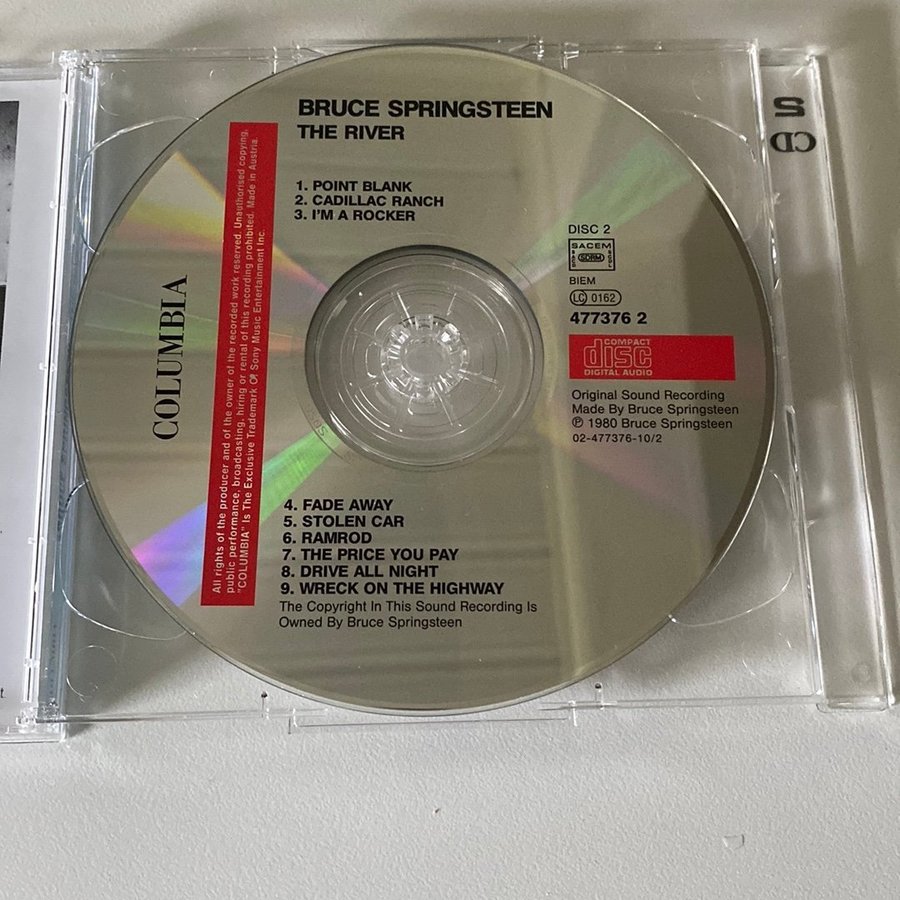 BRUCE SPRINGSTEEN
THE RIVER
1. POINT BLANK
2. CADILLAC RANCH
3. I'M A ROCKER
DISC 2
SACEM
SDRM
BIEM
LC 0162
477376 2
COMPACT
disc
DIGITAL AUDIO
Original Sound Recording
Made By Bruce Springsteen
℗ 1980 Bruce Springsteen
02-477376-10/2
4. FADE AWAY
5. STOLEN CAR
6. RAMROD
7. THE PRICE YOU PAY
8. DRIVE ALL NIGHT
9. WRECK ON THE HIGHWAY
The Copyright In This Sound Recording Is
Owned By Bruce Springsteen
COLUMBIA
All rights of the producer and of the owner of the recorded work reserved. Unauthorised copying,
public performance, broadcasting, hiring or rental of this recording prohibited. Made in Austria.
"COLUMBIA" Is The Exclusive Trademark Of Sony Music Entertainment Inc.
2
CD